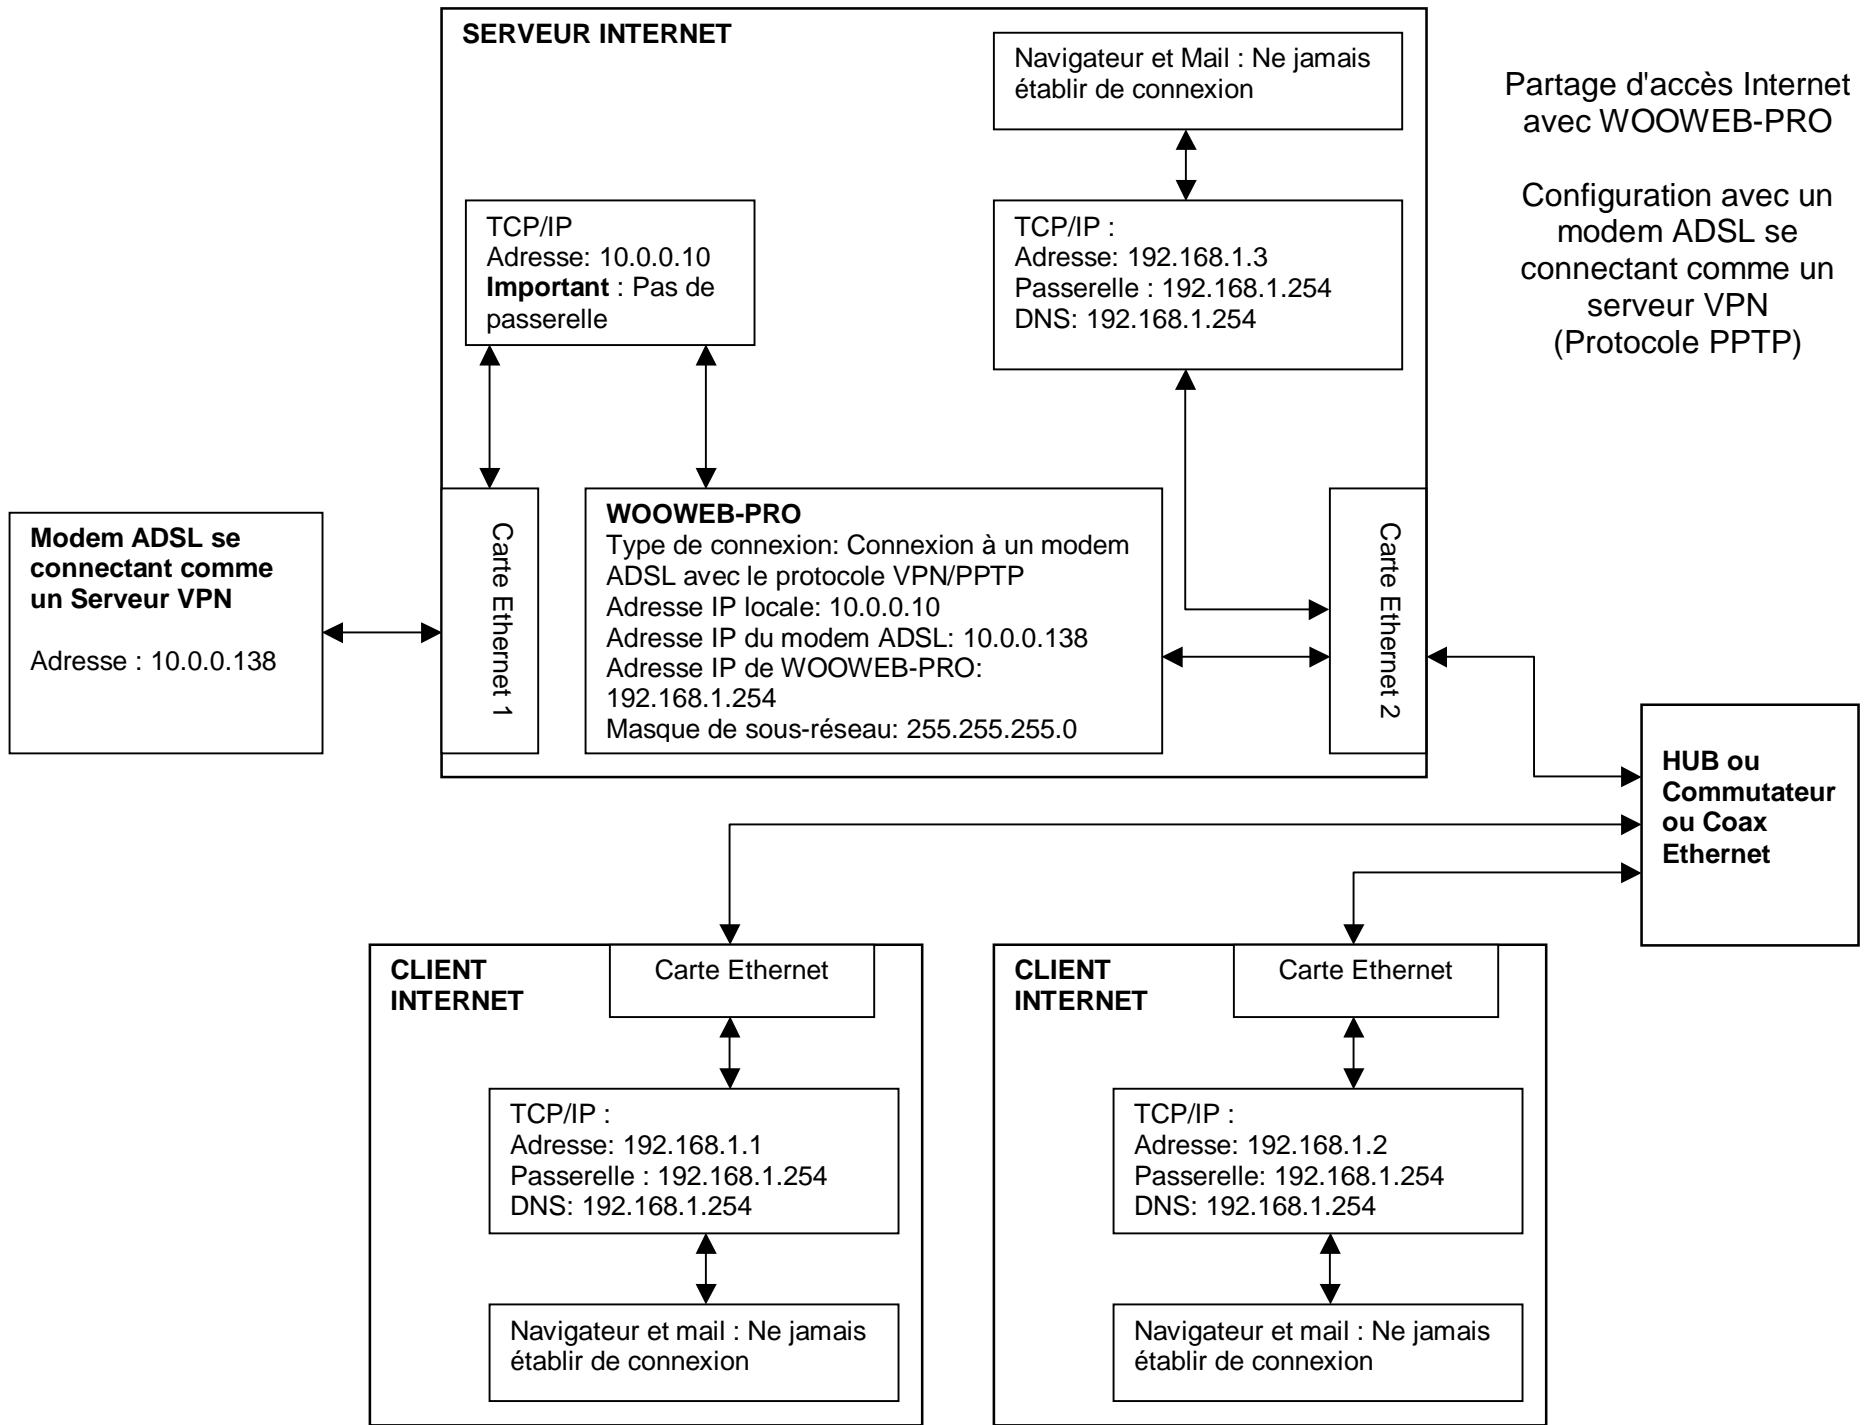 SERVEUR INTERNET
Navigateur et Mail : Ne jamais
établir de connexion
Partage d'accès Internet
avec WOOWEB-PRO
Configuration avec un
modem ADSL se
connectant comme un
serveur VPN
(Protocole PPTP)
TCP/IP
Adresse: 10.0.0.10
Important : Pas de
passerelle
TCP/IP :
Adresse: 192.168.1.3
Passerelle : 192.168.1.254
DNS: 192.168.1.254
Modem ADSL se
connectant comme
un Serveur VPN
Adresse : 10.0.0.138
Carte Ethernet 1
WOOWEB-PRO
Type de connexion: Connexion à un modem
ADSL avec le protocole VPN/PPTP
Adresse IP locale: 10.0.0.10
Adresse IP du modem ADSL: 10.0.0.138
Adresse IP de WOOWEB-PRO:
192.168.1.254
Masque de sous-réseau: 255.255.255.0
Carte Ethernet 2
HUB ou
Commutateur
ou Coax
Ethernet
CLIENT
INTERNET
Carte Ethernet
TCP/IP :
Adresse: 192.168.1.1
Passerelle : 192.168.1.254
DNS: 192.168.1.254
Navigateur et mail : Ne jamais
établir de connexion
CLIENT
INTERNET
Carte Ethernet
TCP/IP :
Adresse: 192.168.1.2
Passerelle: 192.168.1.254
DNS: 192.168.1.254
Navigateur et mail : Ne jamais
établir de connexion